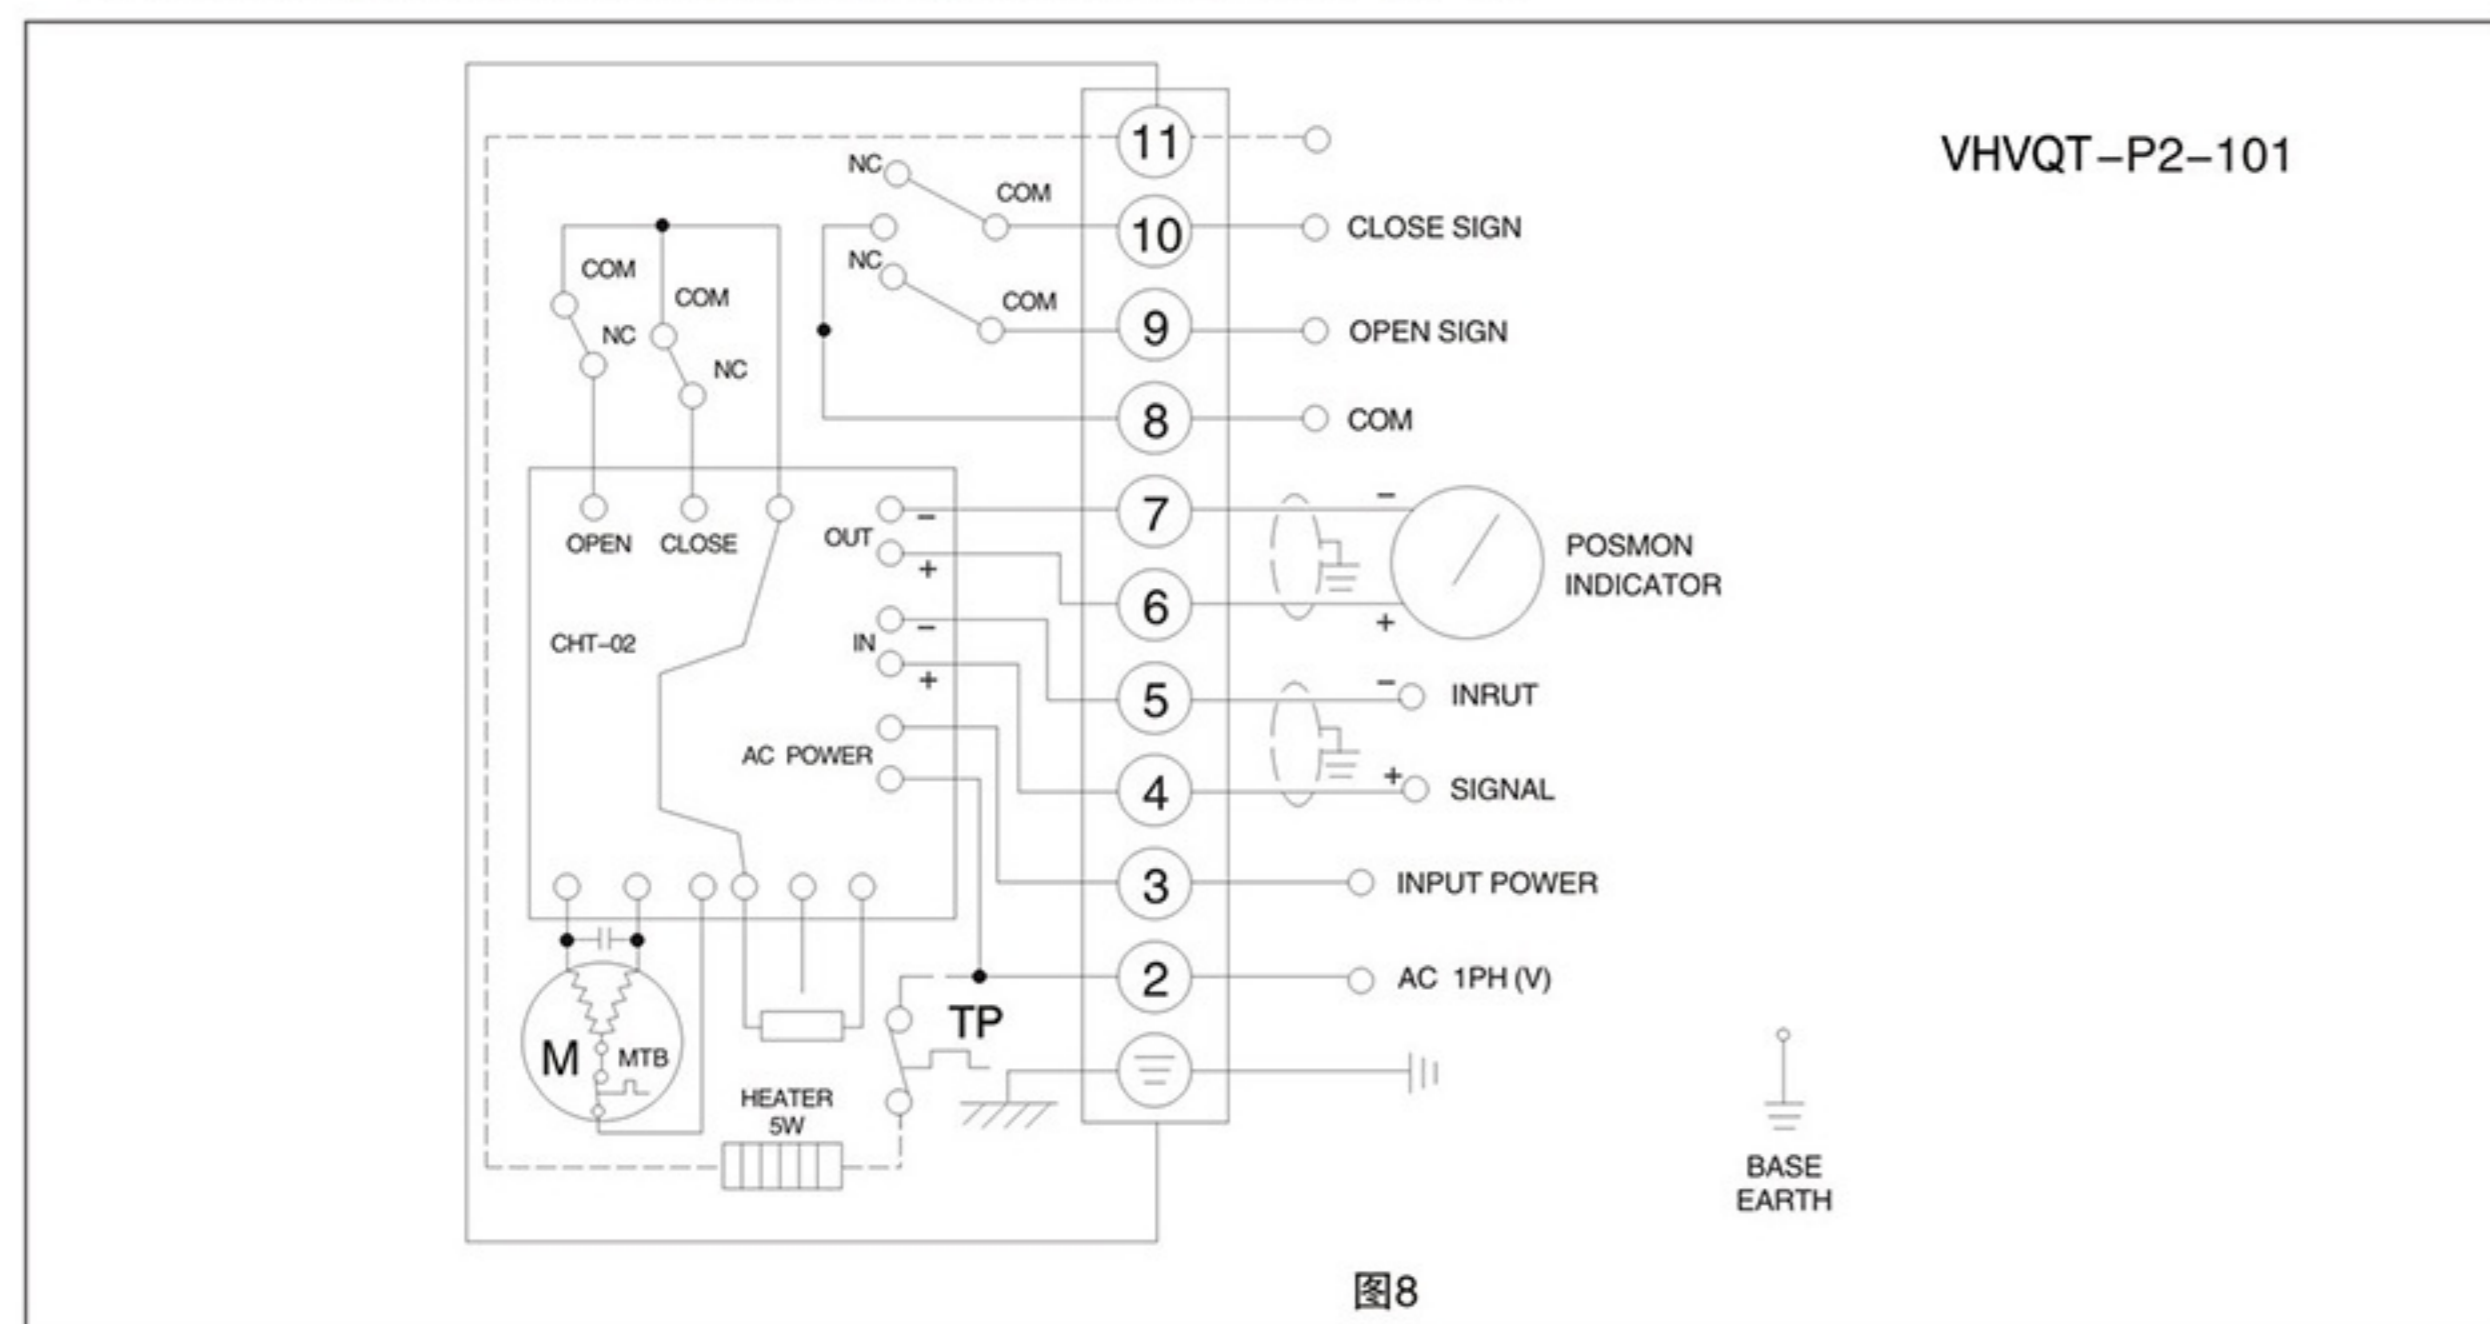 VHVQT-P2-101
11
NC
COM
10
CLOSE SIGN
NC
COM
9
OPEN SIGN
COM
NC
COM
NC
8
COM
OPEN
CLOSE
CHT-02
OUT
-
+
7
-
6
+
POSMON
INDICATOR
IN
-
+
5
-
INRUT
4
+
SIGNAL
AC POWER
3
INPUT POWER
2
AC 1PH (V)
TP
M
MTB
HEATER
5W
BASE
EARTH
图8